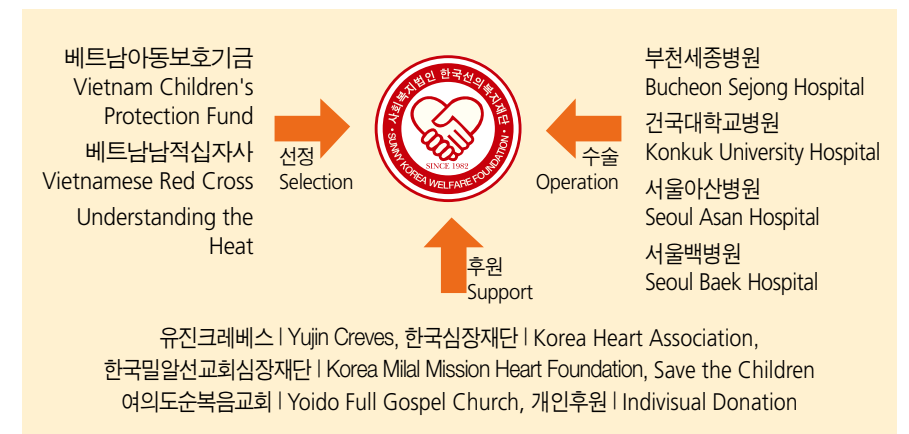 베트남아동보호기금
Vietnam Children's
Protection Fund
베트남남적십자사
Vietnamese Red Cross
Understanding the
Heat
선정
Selection
사회복지법인 한국선의복지재단
SINCE 1982
• SUNNY KOREA WELFARE FOUNDATION •
수술
Operation
부천세종병원
Bucheon Sejong Hospital
건국대학교병원
Konkuk University Hospital
서울아산병원
Seoul Asan Hospital
서울백병원
Seoul Baek Hospital
후원
Support
유진크레베스 | Yujin Creves, 한국심장재단 | Korea Heart Association,
한국밀알선교회심장재단 | Korea Milal Mission Heart Foundation, Save the Children
여의도순복음교회 | Yoido Full Gospel Church, 개인후원 | Indivisual Donation